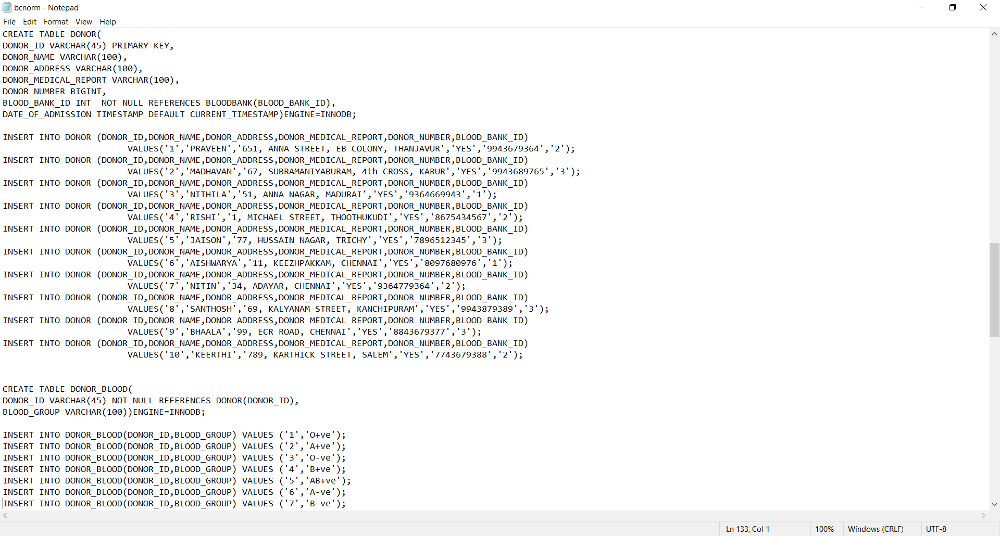 bcnorm - Notepad
File Edit Format View Help
CREATE TABLE DONOR(
DONOR_ID VARCHAR(45) PRIMARY KEY,
DONOR_NAME VARCHAR(100),
DONOR_ADDRESS VARCHAR(100),
DONOR_MEDICAL_REPORT VARCHAR(100),
DONOR_NUMBER BIGINT,
BLOOD_BANK_ID INT  NOT NULL REFERENCES BLOODBANK(BLOOD_BANK_ID),
DATE_OF_ADMISSION TIMESTAMP DEFAULT CURRENT_TIMESTAMP)ENGINE=INNODB;
INSERT INTO DONOR (DONOR_ID,DONOR_NAME,DONOR_ADDRESS,DONOR_MEDICAL_REPORT,DONOR_NUMBER,BLOOD_BANK_ID)
VALUES('1','PRAVEEN','651, ANNA STREET, EB COLONY, THANJAVUR','YES','9943679364','2');
INSERT INTO DONOR (DONOR_ID,DONOR_NAME,DONOR_ADDRESS,DONOR_MEDICAL_REPORT,DONOR_NUMBER,BLOOD_BANK_ID)
VALUES('2','MADHAVAN','67, SUBRAMANIYABURAM, 4th CROSS, KARUR','YES','9943689765','3');
INSERT INTO DONOR (DONOR_ID,DONOR_NAME,DONOR_ADDRESS,DONOR_MEDICAL_REPORT,DONOR_NUMBER,BLOOD_BANK_ID)
VALUES('3','NITHILA','51, ANNA NAGAR, MADURAI','YES','9364669943','1');
INSERT INTO DONOR (DONOR_ID,DONOR_NAME,DONOR_ADDRESS,DONOR_MEDICAL_REPORT,DONOR_NUMBER,BLOOD_BANK_ID)
VALUES('4','RISHI','1, MICHAEL STREET, THOOTHUKUDI','YES','8675434567','2');
INSERT INTO DONOR (DONOR_ID,DONOR_NAME,DONOR_ADDRESS,DONOR_MEDICAL_REPORT,DONOR_NUMBER,BLOOD_BANK_ID)
VALUES('5','JAISON','77, HUSSAIN NAGAR, TRICHY','YES','7896512345','3');
INSERT INTO DONOR (DONOR_ID,DONOR_NAME,DONOR_ADDRESS,DONOR_MEDICAL_REPORT,DONOR_NUMBER,BLOOD_BANK_ID)
VALUES('6','AISHWARYA','11, KEEZHPAKKAM, CHENNAI','YES','8097680976','1');
INSERT INTO DONOR (DONOR_ID,DONOR_NAME,DONOR_ADDRESS,DONOR_MEDICAL_REPORT,DONOR_NUMBER,BLOOD_BANK_ID)
VALUES('7','NITIN','34, ADAYAR, CHENNAI','YES','9364779364','2');
INSERT INTO DONOR (DONOR_ID,DONOR_NAME,DONOR_ADDRESS,DONOR_MEDICAL_REPORT,DONOR_NUMBER,BLOOD_BANK_ID)
VALUES('8','SANTHOSH','69, KALYANAM STREET, KANCHIPURAM','YES','9943879389','3');
INSERT INTO DONOR (DONOR_ID,DONOR_NAME,DONOR_ADDRESS,DONOR_MEDICAL_REPORT,DONOR_NUMBER,BLOOD_BANK_ID)
VALUES('9','BHAALA','99, ECR ROAD, CHENNAI','YES','8843679377','3');
INSERT INTO DONOR (DONOR_ID,DONOR_NAME,DONOR_ADDRESS,DONOR_MEDICAL_REPORT,DONOR_NUMBER,BLOOD_BANK_ID)
VALUES('10','KEERTHI','789, KARTHICK STREET, SALEM','YES','7743679388','2');
CREATE TABLE DONOR_BLOOD(
DONOR_ID VARCHAR(45) NOT NULL REFERENCES DONOR(DONOR_ID),
BLOOD_GROUP VARCHAR(100))ENGINE=INNODB;
INSERT INTO DONOR_BLOOD(DONOR_ID,BLOOD_GROUP) VALUES ('1','O+ve');
INSERT INTO DONOR_BLOOD(DONOR_ID,BLOOD_GROUP) VALUES ('2','A+ve');
INSERT INTO DONOR_BLOOD(DONOR_ID,BLOOD_GROUP) VALUES ('3','O-ve');
INSERT INTO DONOR_BLOOD(DONOR_ID,BLOOD_GROUP) VALUES ('4','B+ve');
INSERT INTO DONOR_BLOOD(DONOR_ID,BLOOD_GROUP) VALUES ('5','AB+ve');
INSERT INTO DONOR_BLOOD(DONOR_ID,BLOOD_GROUP) VALUES ('6','A-ve');
INSERT INTO DONOR_BLOOD(DONOR_ID,BLOOD_GROUP) VALUES ('7','B-ve');
Ln 133, Col 1 100% Windows (CRLF) UTF-8